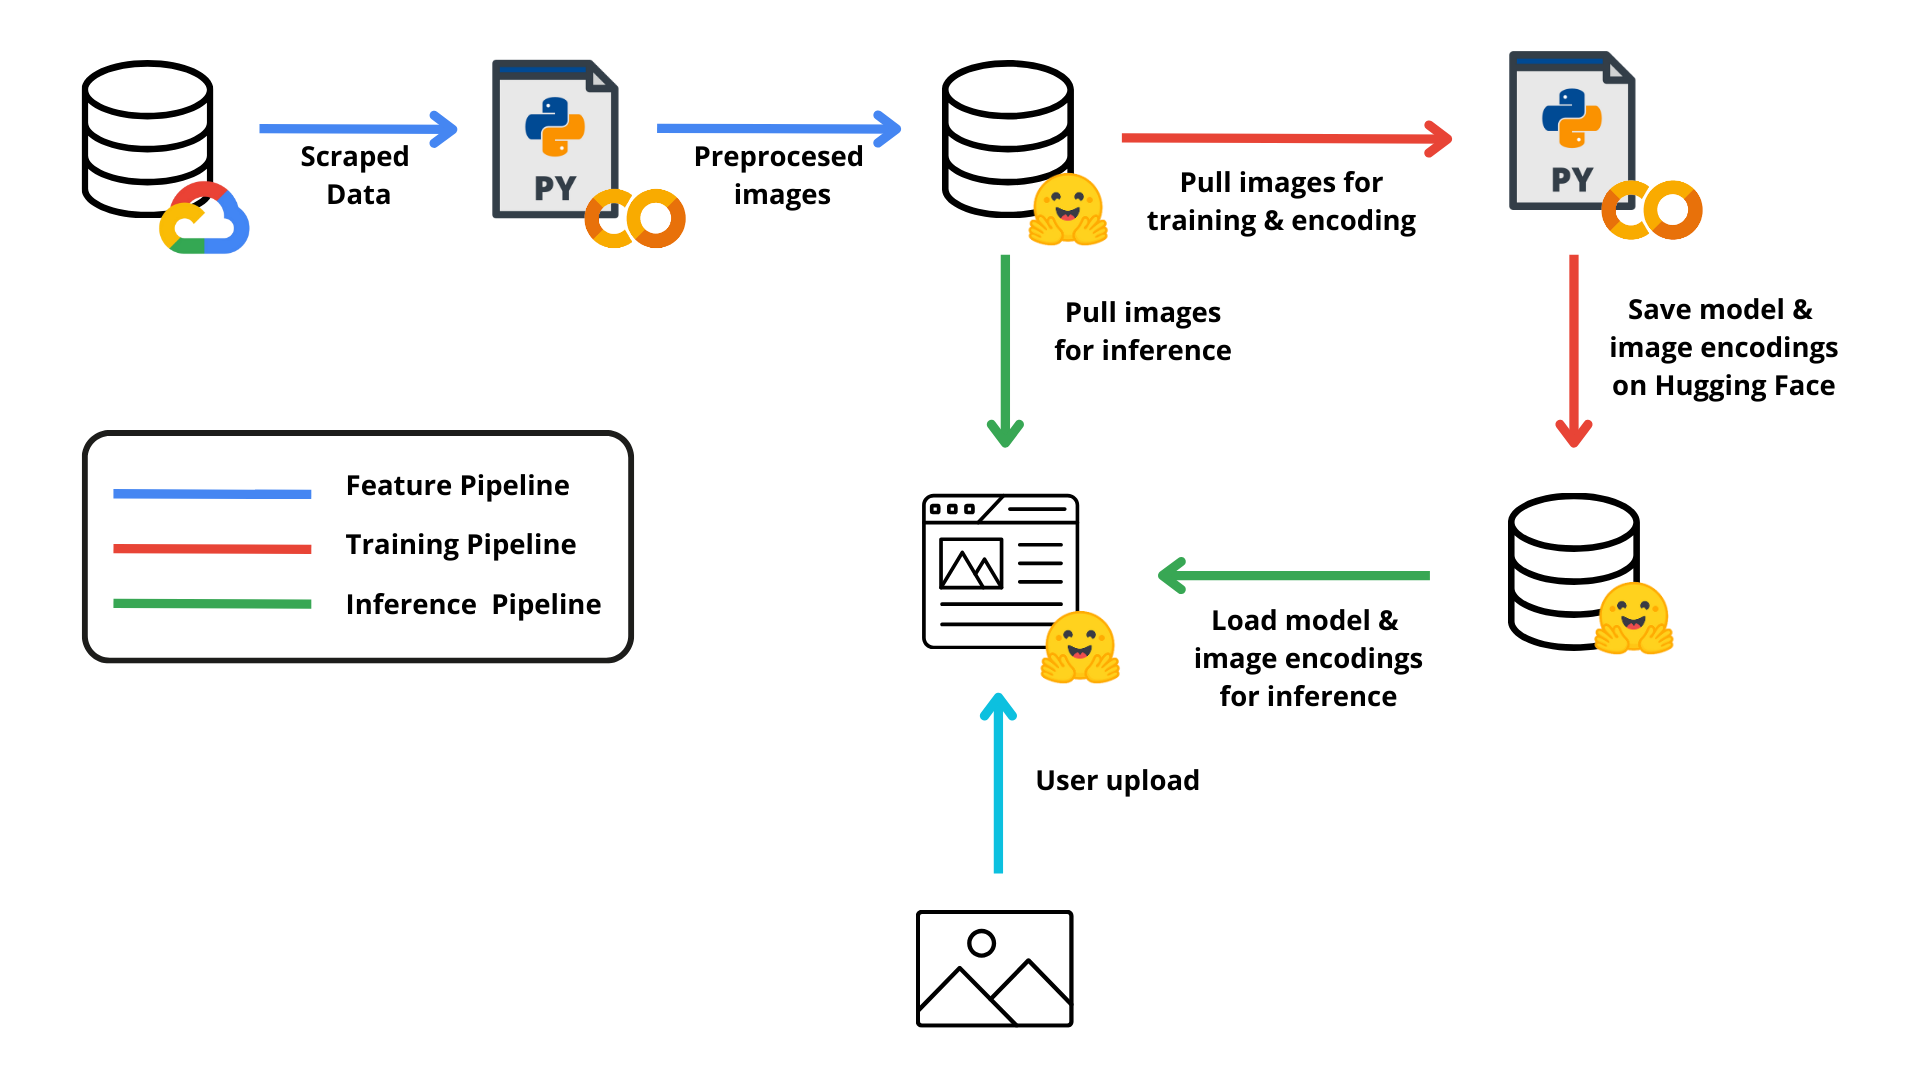 Scraped
Data
PY
Preprocesed
images
Pull images for
training & encoding
PY
Pull images
for inference
Save model &
image encodings
on Hugging Face
Feature Pipeline
Training Pipeline
Inference  Pipeline
Load model &
image encodings
for inference
User upload